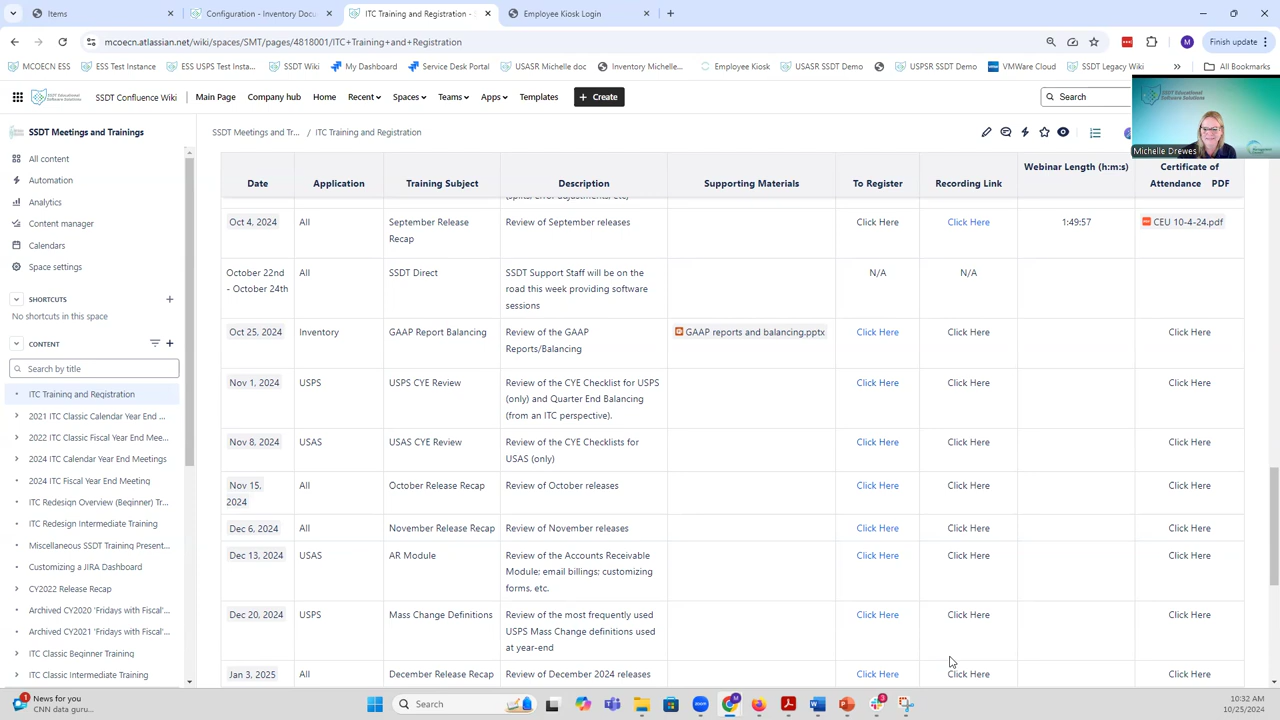 Items
Configuration - Inventory Docu
ITC Training and Registration
Employee Kiosk Login
mcoecn.atlassian.net/wiki/spaces/SMT/pages/4818001/ITC+Training+and+Registration
M
Finish update
MCOECN ESS
ESS Test Instance
ESS USPS Test Insta...
SSDT Wiki
My Dashboard
Service Desk Portal
USASR Michelle doc
Inventory Michelle...
Employee Kiosk
USASR SSDT Demo
USPSR SSDT Demo
VMWare Cloud
SSDT Legacy Wiki
»
All Bookmarks
SSDT Confluence Wiki
Main Page
Company hub
Home
Recent
Spaces
Teams
Apps
Templates
+ Create
Search
Michelle Drewes
SSDT Meetings and Trainings
All content
Automation
Analytics
Content manager
Calendars
Space settings
SHORTCUTS
No shortcuts in this space
CONTENT
Search by title
ITC Training and Registration
2021 ITC Classic Calendar Year End ...
2022 ITC Classic Fiscal Year End Mee...
2024 ITC Calendar Year End Meetings
2024 ITC Fiscal Year End Meeting
ITC Redesign Overview (Beginner) Tr...
ITC Redesign Intermediate Training
Miscellaneous SSDT Training Present...
Customizing a JIRA Dashboard
CY2022 Release Recap
Archived CY2020 'Fridays with Fiscal'...
Archived CY2021 'Fridays with Fiscal'...
ITC Classic Beginner Training
ITC Classic Intermediate Training
SSDT Meetings and Tr... / ITC Training and Registration
Date
Application
Training Subject
Description
Supporting Materials
To Register
Recording Link
Webinar Length (h:m:s)
Certificate of
Attendance PDF
Oct 4, 2024
All
September Release
Recap
Review of September releases
Click Here
Click Here
1:49:57
CEU 10-4-24.pdf
October 22nd
- October 24th
All
SSDT Direct
SSDT Support Staff will be on the
road this week providing software
sessions
N/A
N/A
Oct 25, 2024
Inventory
GAAP Report Balancing
Review of the GAAP
Reports/Balancing
GAAP reports and balancing.pptx
Click Here
Click Here
Click Here
Nov 1, 2024
USPS
USPS CYE Review
Review of the CYE Checklist for USPS
(only) and Quarter End Balancing
(from an ITC perspective).
Click Here
Click Here
Click Here
Nov 8, 2024
USAS
USAS CYE Review
Review of the CYE Checklists for
USAS (only)
Click Here
Click Here
Click Here
Nov 15,
2024
All
October Release Recap
Review of October releases
Click Here
Click Here
Click Here
Dec 6, 2024
All
November Release Recap
Review of November releases
Click Here
Click Here
Click Here
Dec 13, 2024
USAS
AR Module
Review of the Accounts Receivable
Module; email billings; customizing
forms, etc.
Click Here
Click Here
Click Here
Dec 20, 2024
USPS
Mass Change Definitions
Review of the most frequently used
USPS Mass Change definitions used
at year-end
Click Here
Click Here
Click Here
Jan 3, 2025
All
December Release Recap
Review of December 2024 releases
Click Here
Click Here
Click Here
News for you
CNN data guru...
Search
10:32 AM
10/25/2024